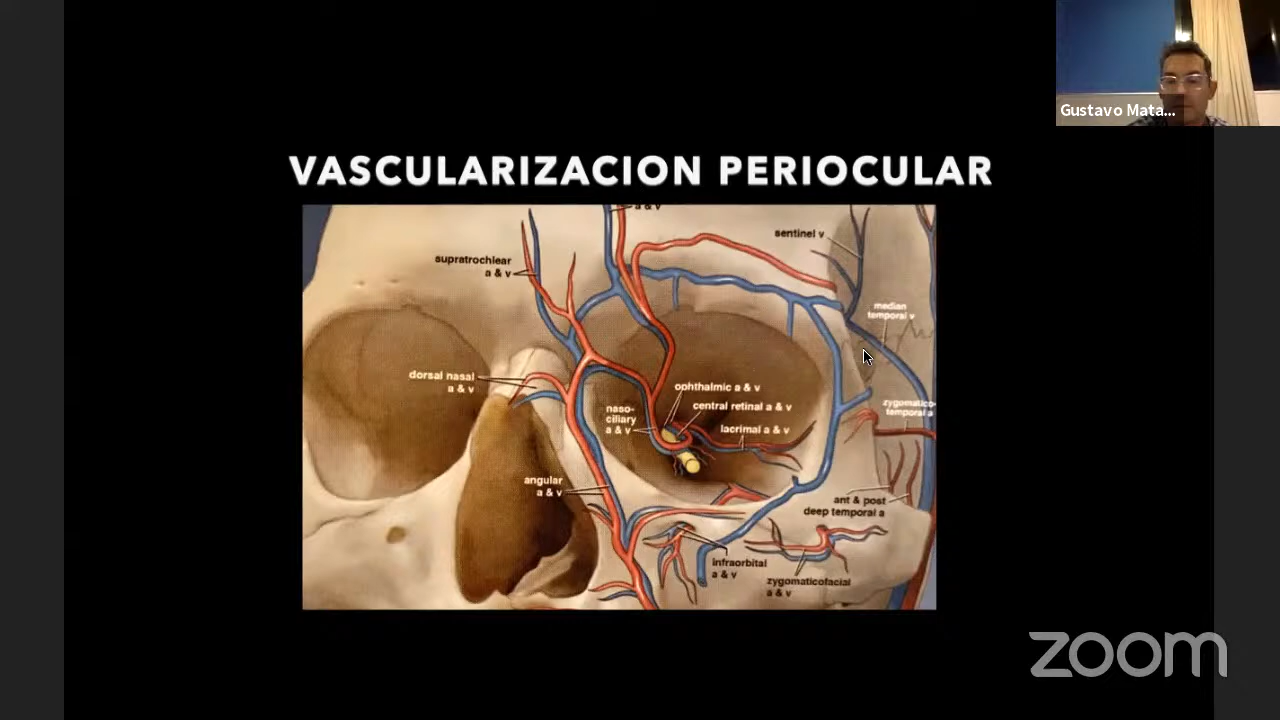 Gustavo Mata...
VASCULARIZACION PERIOCULAR
a & v
sentinel v
supratrochlear
a & v
median
temporal v
dorsal nasal
a & v
ophthalmic a & v
central retinal a & v
naso-
ciliary
a & v
lacrimal a & v
zygomatico-
temporal a
angular
a & v
ant & post
deep temporal a
infraorbital
a & v
zygomaticofacial
a & v
zoom